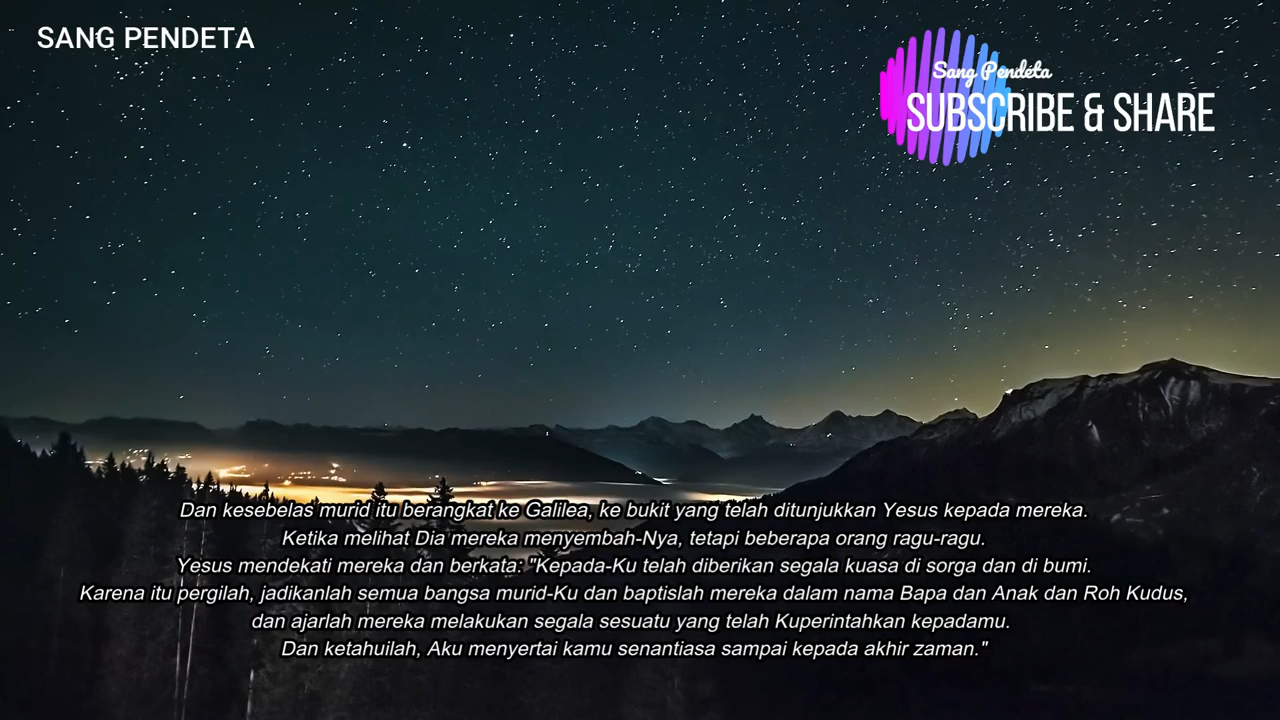 SANG PENDETA
Sang Pendeta
SUBSCRIBE & SHARE
Dan kesebelas murid itu berangkat ke Galilea, ke bukit yang telah ditunjukkan Yesus kepada mereka.
Ketika melihat Dia mereka menyembah-Nya, tetapi beberapa orang ragu-ragu.
Yesus mendekati mereka dan berkata: "Kepada-Ku telah diberikan segala kuasa di sorga dan di bumi.
Karena itu pergilah, jadikanlah semua bangsa murid-Ku dan baptislah mereka dalam nama Bapa dan Anak dan Roh Kudus,
dan ajarlah mereka melakukan segala sesuatu yang telah Kuperintahkan kepadamu.
Dan ketahuilah, Aku menyertai kamu senantiasa sampai kepada akhir zaman."